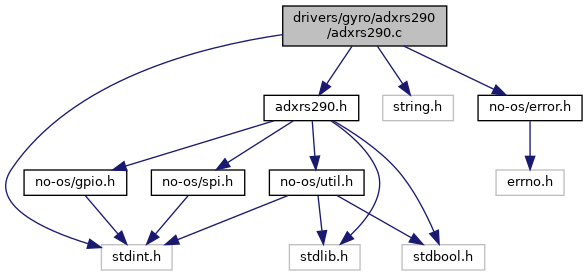 drivers/gyro/adxrs290
/adxrs290.c
adxrs290.h
string.h
no-os/error.h
no-os/gpio.h
no-os/spi.h
no-os/util.h
errno.h
stdint.h
stdlib.h
stdbool.h